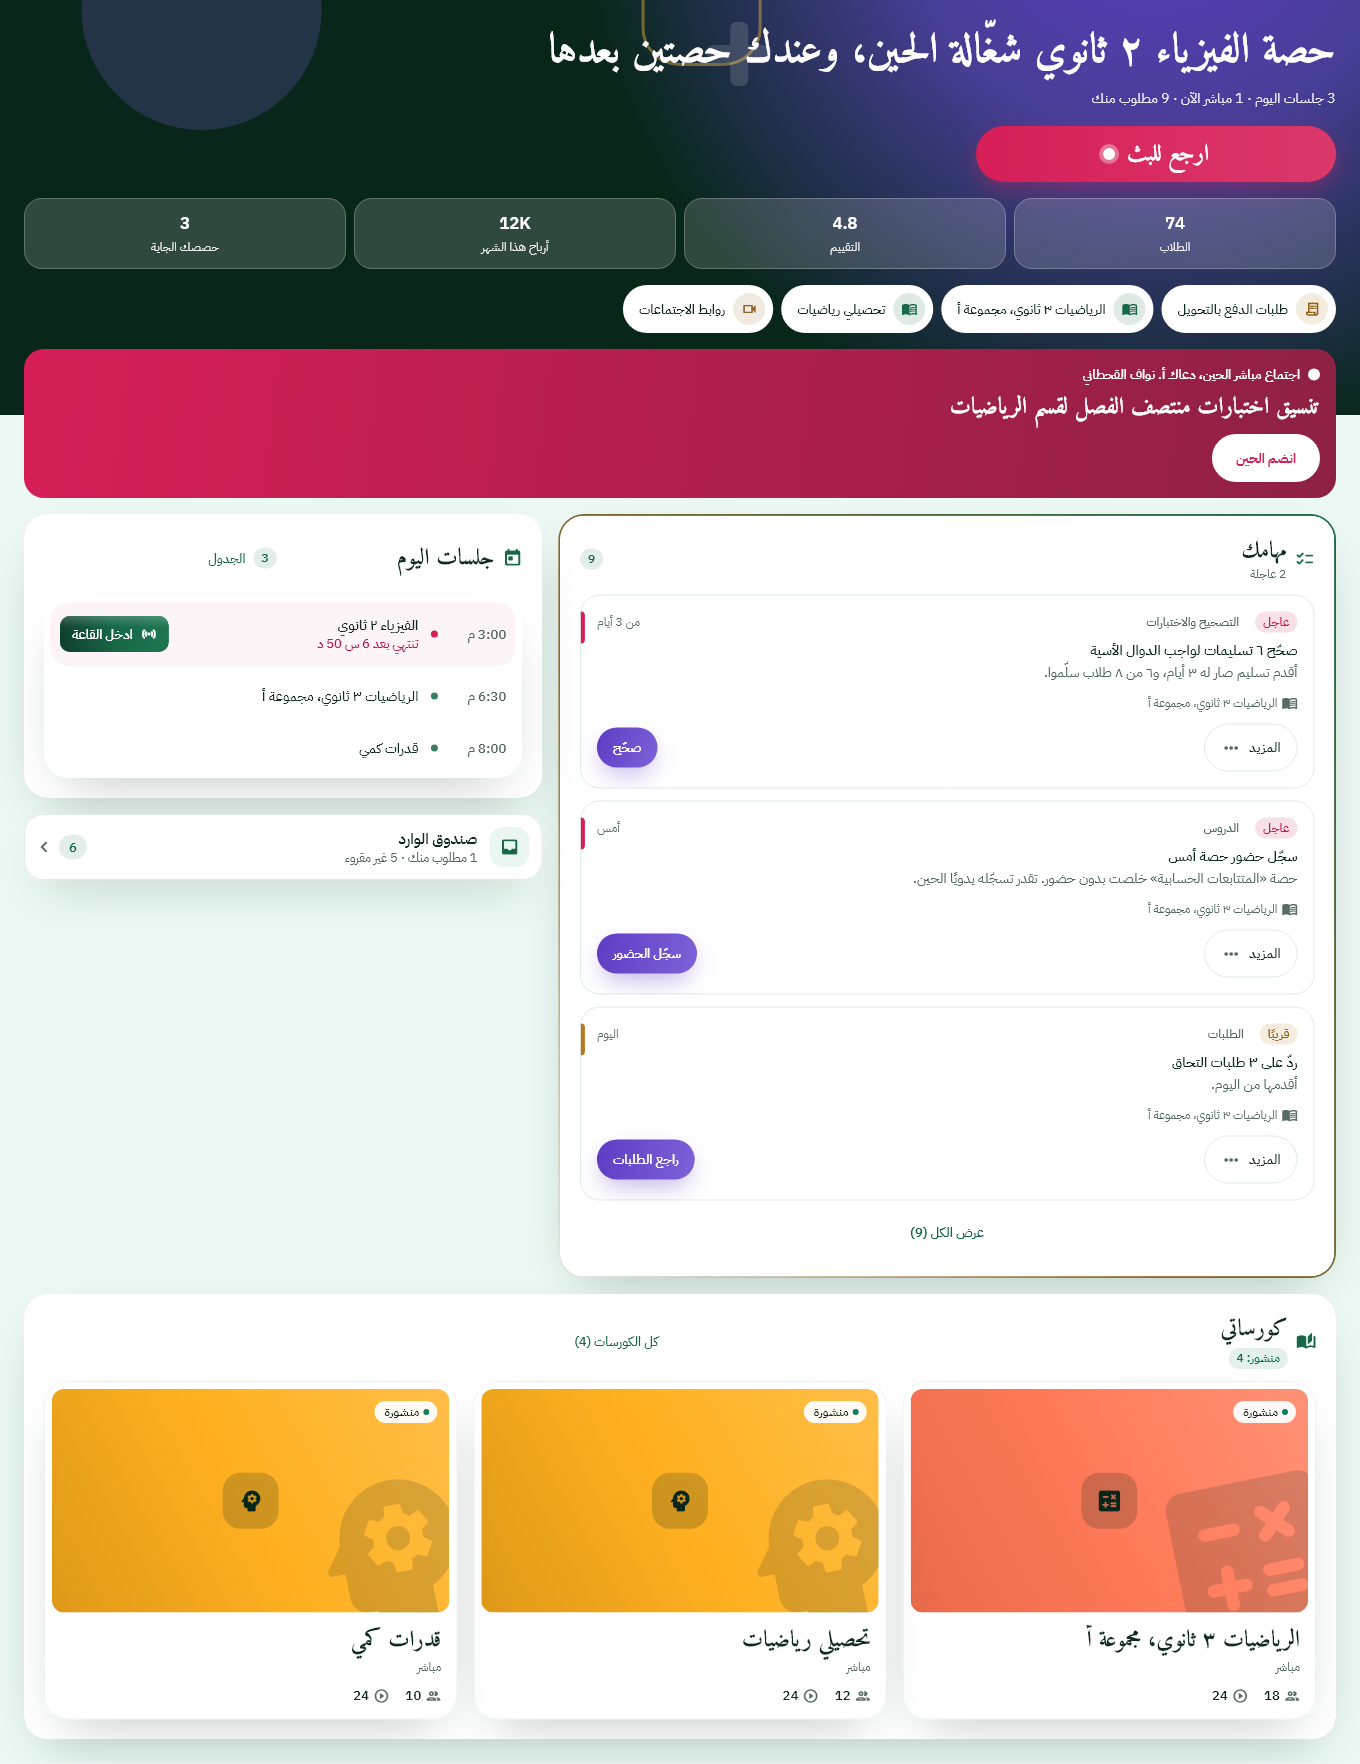 حصة الفيزياء ٢ ثانوي شغّالة الحين، وعندك حصتين بعدها
3 جلسات اليوم · 1 مباشر الآن · 9 مطلوب منك
ارجع للبث
74
الطلاب
4.8
التقييم
12K
أرباح هذا الشهر
3
حصصك الجاية
طلبات الدفع بالتحويل
الرياضيات ٣ ثانوي، مجموعة أ
تحصيلي رياضيات
روابط الاجتماعات
اجتماع مباشر الحين، دعاك أ. نواف القحطاني
تنسيق اختبارات منتصف الفصل لقسم الرياضيات
انضم الحين
مهامك
2 عاجلة
9
عاجل
التصحيح والاختبارات
من 3 أيام
صحّح ٦ تسليمات لواجب الدوال الأسية
أقدم تسليم صار له ٣ أيام، و٦ من ٨ طلاب سلّموا.
الرياضيات ٣ ثانوي، مجموعة أ
المزيد
صحّح
عاجل
الدروس
أمس
سجّل حضور حصة أمس
حصة «المتتابعات الحسابية» خلصت بدون حضور. تقدر تسجّله يدويًا الحين.
الرياضيات ٣ ثانوي، مجموعة أ
المزيد
سجّل الحضور
قريبًا
الطلبات
اليوم
ردّ على ٣ طلبات التحاق
أقدمها من اليوم.
الرياضيات ٣ ثانوي، مجموعة أ
المزيد
راجع الطلبات
عرض الكل (9)
جلسات اليوم
3
الجدول
3:00 م
الفيزياء ٢ ثانوي
تنتهي بعد 6 س 50 د
ادخل القاعة
6:30 م
الرياضيات ٣ ثانوي، مجموعة أ
8:00 م
قدرات كمي
صندوق الوارد
1 مطلوب منك · 5 غير مقروء
6
كورساتي
منشور: 4
كل الكورسات (4)
منشورة
الرياضيات ٣ ثانوي، مجموعة أ
مباشر
18
24
منشورة
تحصيلي رياضيات
مباشر
12
24
منشورة
قدرات كمي
مباشر
10
24